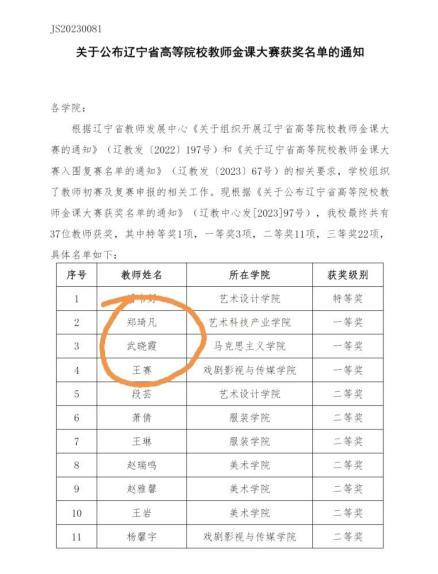 JS20230081
关于公布辽宁省高等院校教师金课大赛获奖名单的通知
各学院:
根据辽宁省教师发展中心《关于组织开展辽宁省高等院校教师金课大
赛的通知》（辽教发〔2022〕197号）和《关于辽宁省高等院校教师金课大
赛入围复赛名单的通知》（辽教发〔2023〕67号）的相关要求，学校组织
了教师初赛及复赛申报的相关工作。现根据《关于公布辽宁省高等院校教
师金课大赛获奖名单的通知》（辽教中心发[2023]97号），我校最终共有
37位教师获奖，其中特等奖1项，一等奖3项，二等奖11项，三等奖22项，
具体名单如下:
序号 教师姓名 所在学院 获奖级别
1 艺术设计学院 特等奖
2 郑琦凡 艺术科技产业学院 一等奖
3 武晓霞 马克思主义学院 一等奖
4 王赛 戏剧影视与传媒学院 一等奖
5 段芸 艺术设计学院 二等奖
6 萧倩 服装学院 二等奖
7 王琳 服装学院 二等奖
8 赵瑞鸣 美术学院 二等奖
9 赵雅馨 美术学院 二等奖
10 王岩 美术学院 二等奖
11 杨馨宇 戏剧影视与传媒学院 二等奖